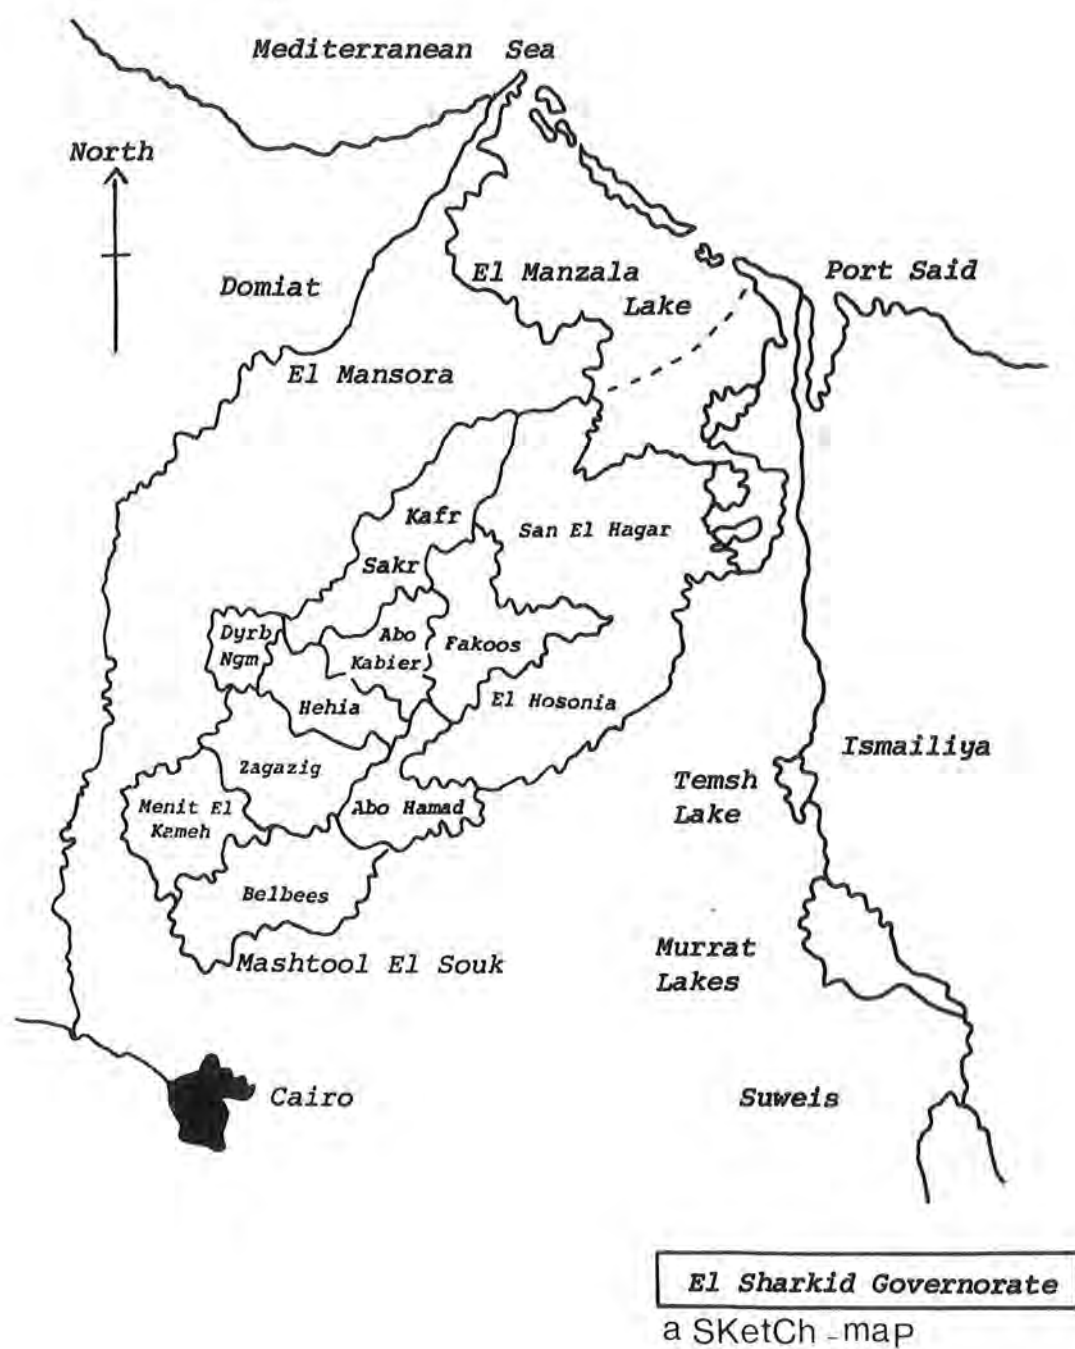 Mediterranean Sea
North
Domiat
El Manzala
Lake
Port Said
El Mansora
Kafr
Sakr
San El Hagar
Dyrb
Ngm
Abo
Kabier
Fakoos
Hehia
El Hosonia
Zagazig
Ismailiya
Temsh
Lake
Menit El
Kameh
Abo Hamad
Belbees
Mashtool El Souk
Murrat
Lakes
Cairo
Suweis
El Sharkid Governorate
a SKetCh-map